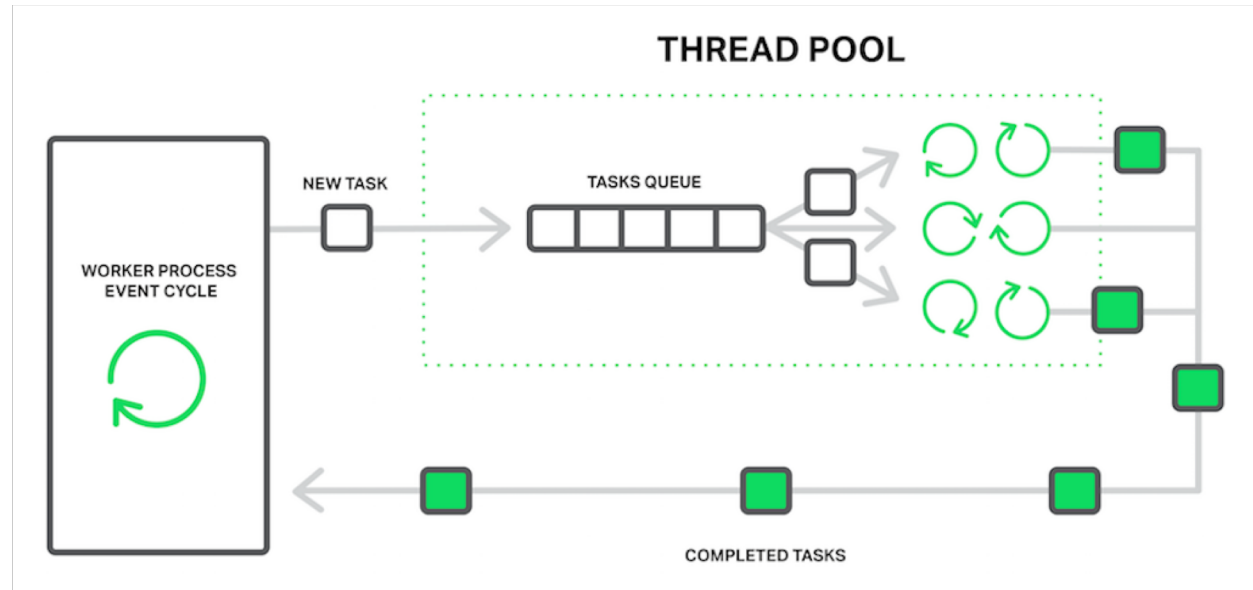 THREAD POOL
NEW TASK
TASKS QUEUE
WORKER PROCESS
EVENT CYCLE
COMPLETED TASKS